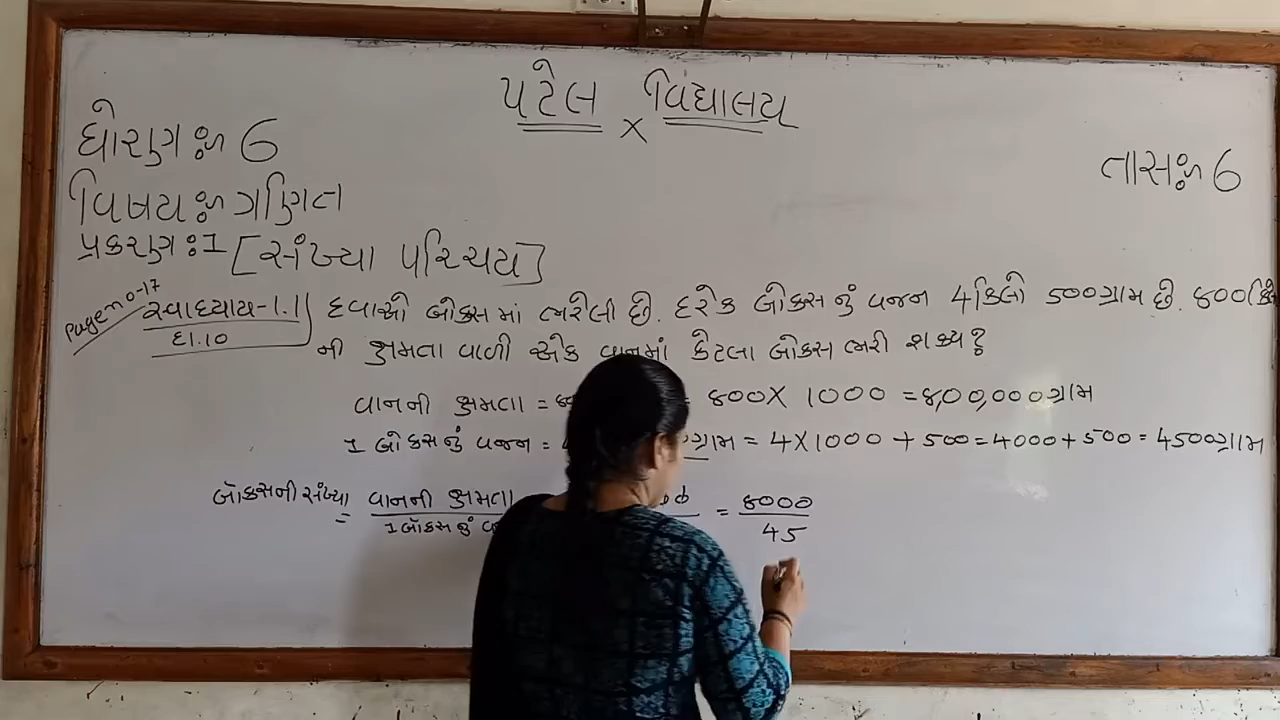 પટેલ × વિદ્યાલય
ધોરણ ઃ 6
તાસ ઃ 6
વિષય ઃ ગણિત
પ્રકરણ ઃ 1 [સંખ્યા પરિચય]
Page no-17
સ્વાધ્યાય-1.1
દા.10
દવાઓ બોક્સ માં ભરેલી છે. દરેક બોક્સ નું વજન 4 કિલો 500 ગ્રામ છે. 800
ની ક્ષમતા વાળી એક વાનમાં કેટલા બોક્સ ભરી શકાય?
વાનની ક્ષમતા = 800 × 1000 = 8,00,000 ગ્રામ
1 બોક્સ નું વજન = ગ્રામ = 4×1000 + 500 = 4000 + 500 = 4500 ગ્રામ
બૉક્સની સંખ્યા = વાનની ક્ષમતા = 8000
1 બૉક્સ નું 45